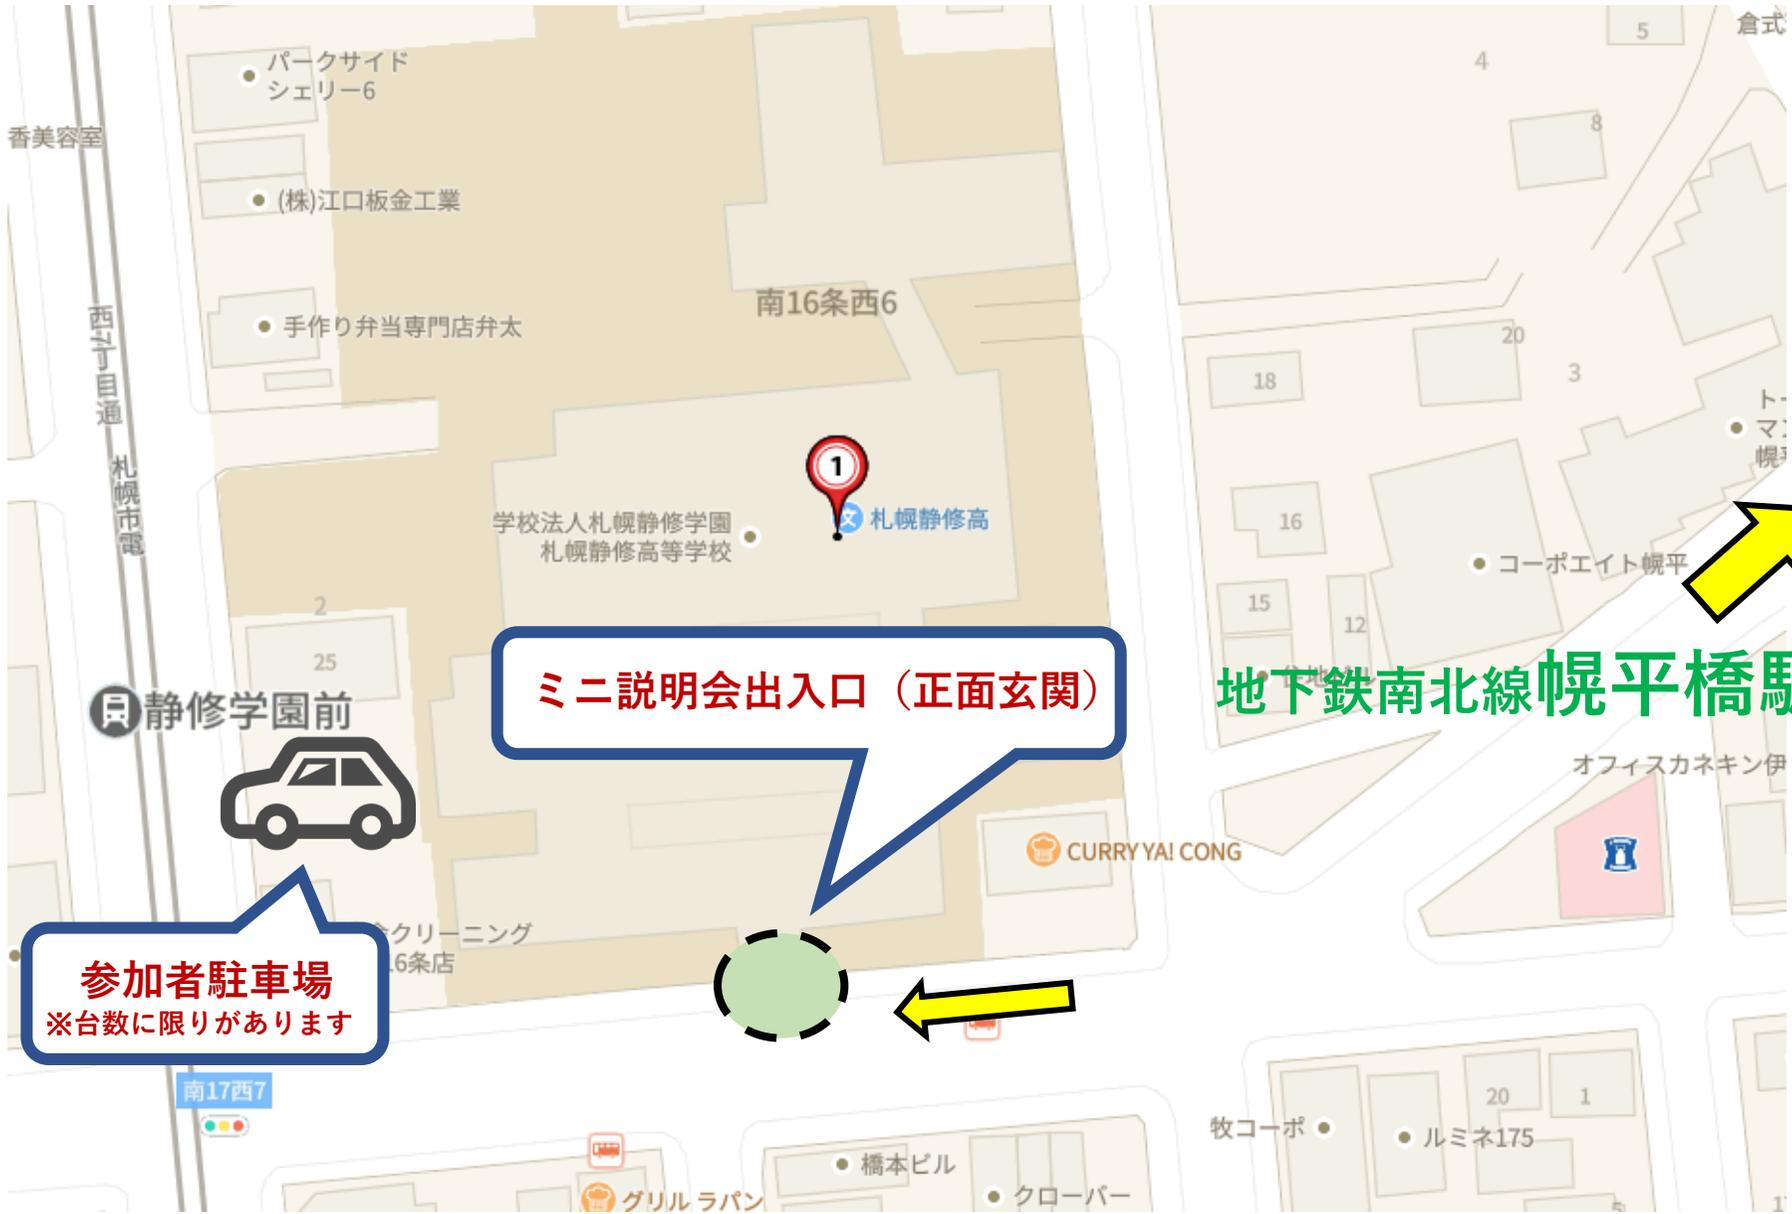 パークサイド
シェリー6
5
倉式
4
8
香美容室
(株)江口板金工業
南16条西6
手作り弁当専門店弁太
西7丁目通
札幌市電
20
18
3
1
学校法人札幌静修学園
札幌静修高等学校
文
札幌静修高
16
コーポエイト幌平
15
12
2
25
静修学園前
ミニ説明会出入口（正面玄関）
地下鉄南北線幌平橋駅
オフィスカネキン伊
CURRY YA! CONG
クリーニング
16条店
参加者駐車場
※台数に限りがあります
南17西7
20
1
牧コーポ
ルミネ175
橋本ビル
クローバー
グリル ラパン